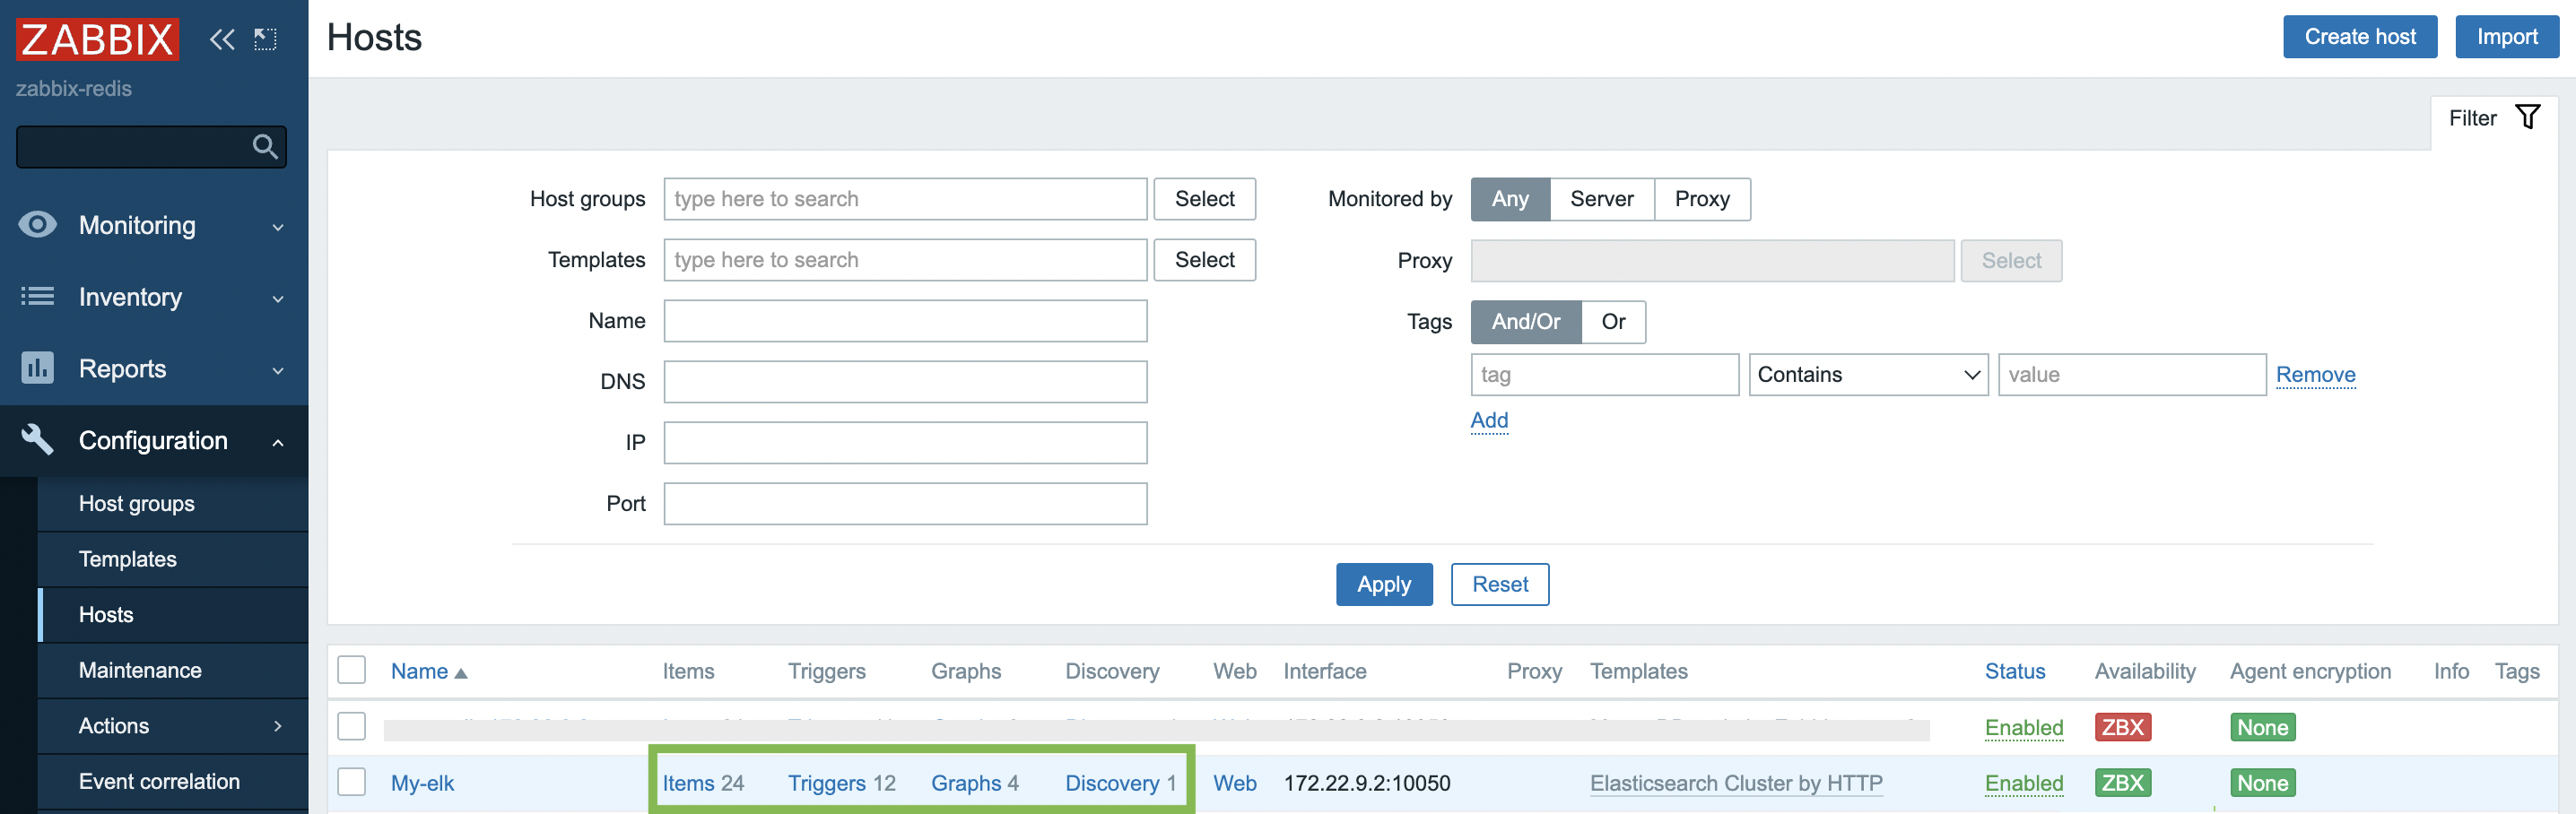 ZABBIX
zabbix-redis
Monitoring
Inventory
Reports
Configuration
Host groups
Templates
Hosts
Maintenance
Actions
Event correlation
Hosts
Create host Import
Filter
Host groups type here to search Select
Templates type here to search Select
Name
DNS
IP
Port
Monitored by Any Server Proxy
Proxy Select
Tags And/Or Or
tag Contains value Remove
Add
Apply Reset
Name Items Triggers Graphs Discovery Web Interface Proxy Templates Status Availability Agent encryption Info Tags
Enabled ZBX None
My-elk Items 24 Triggers 12 Graphs 4 Discovery 1 Web 172.22.9.2:10050 Elasticsearch Cluster by HTTP Enabled ZBX None